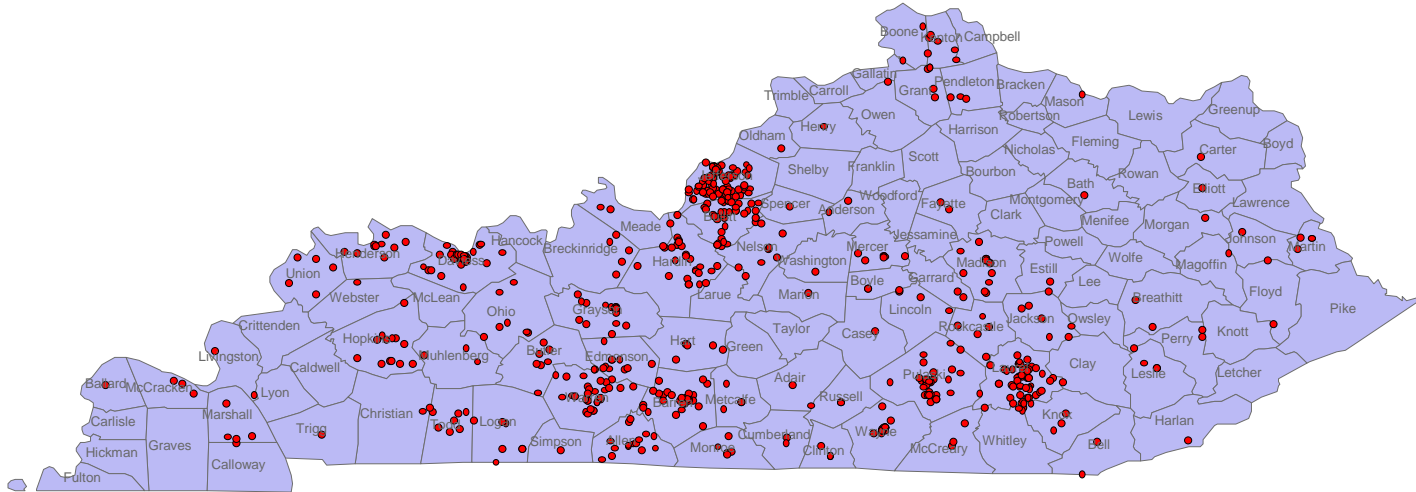 Boone
Kenton
Campbell
Gallatin
Grant
Pendleton
Bracken
Trimble
Carroll
Mason
Owen
Robertson
Lewis
Greenup
Henry
Oldham
Harrison
Fleming
Carter
Boyd
Nicholas
Scott
Shelby
Franklin
Bourbon
Rowan
Jefferson
Bath
Elliott
Woodford
Montgomery
Fayette
Lawrence
Spencer
Anderson
Clark
Menifee
Morgan
Bullitt
Meade
Jessamine
Johnson
Martin
Hancock
Breckinridge
Nelson
Mercer
Powell
Wolfe
Magoffin
Henderson
Daviess
Hardin
Washington
Madison
Estill
Union
Boyle
Garrard
Lee
Floyd
Webster
McLean
Larue
Marion
Breathitt
Pike
Ohio
Grayson
Lincoln
Jackson
Owsley
Crittenden
Taylor
Casey
Rockcastle
Perry
Knott
Hopkins
Muhlenberg
Butler
Hart
Green
Livingston
Edmonson
Caldwell
Clay
Laurel
Leslie
Letcher
Ballard
McCracken
Adair
Pulaski
Lyon
Warren
Barren
Metcalfe
Russell
Marshall
Christian
Carlisle
Todd
Logan
Knox
Harlan
Trigg
Graves
Simpson
Allen
Monroe
Cumberland
Wayne
Whitley
Bell
Hickman
Calloway
Clinton
McCreary
Fulton